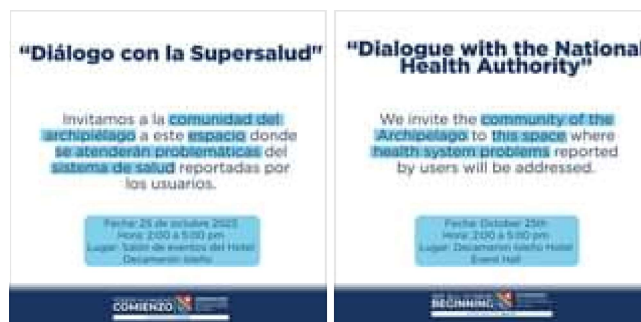 “Diálogo con la Supersalud”
Invitamos a la comunidad del
archipiélago a este espacio donde
se atenderán problemáticas del
sistema de salud reportadas por
los usuarios.
Fecha: 25 de octubre 2023
Hora: 2:00 a 5:00 pm
Lugar: Salón de eventos del Hotel
Decameron Isleño
COMIENZO
“Dialogue with the National
Health Authority”
We invite the community of the
Archipelago to this space where
health system problems reported
by users will be addressed.
Fecha: October 25th
Hora: 2:00 a 5:00 pm
Lugar: Decameron Isleño Hotel
Event Hall
BEGINNING